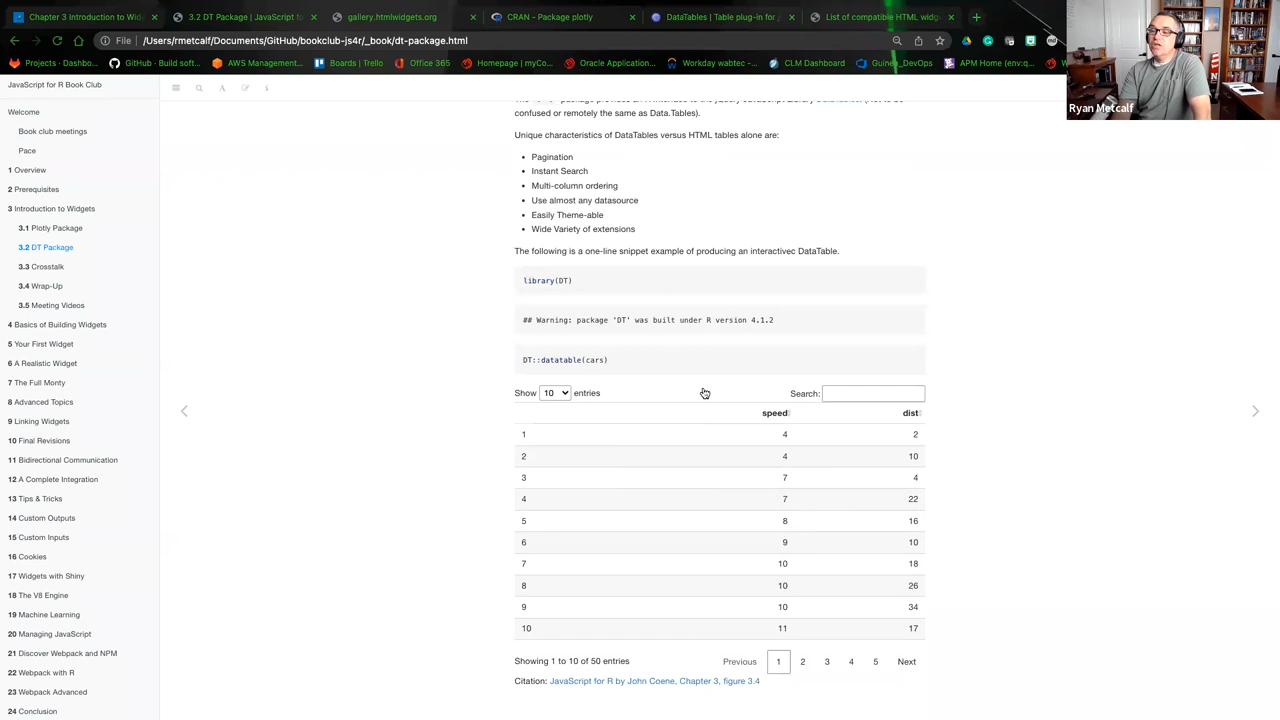 Chapter 3 Introduction to Wid
3.2 DT Package | JavaScript fo
gallery.htmlwidgets.org
CRAN - Package plotly
DataTables | Table plug-in for
List of compatible HTML widg
File
/Users/rmetcalf/Documents/GitHub/bookclub-js4r/_book/dt-package.html
Projects - Dashbo...
GitHub - Build soft...
AWS Management...
Boards | Trello
Office 365
Homepage | myCo...
Oracle Application...
Workday wabtec -...
CLM Dashboard
Guinea_DevOps
APM Home (env:q...
Ryan Metcalf
JavaScript for R Book Club
Welcome
Book club meetings
Pace
1 Overview
2 Prerequisites
3 Introduction to Widgets
3.1 Plotly Package
3.2 DT Package
3.3 Crosstalk
3.4 Wrap-Up
3.5 Meeting Videos
4 Basics of Building Widgets
5 Your First Widget
6 A Realistic Widget
7 The Full Monty
8 Advanced Topics
9 Linking Widgets
10 Final Revisions
11 Bidirectional Communication
12 A Complete Integration
13 Tips & Tricks
14 Custom Outputs
15 Custom Inputs
16 Cookies
17 Widgets with Shiny
18 The V8 Engine
19 Machine Learning
20 Managing JavaScript
21 Discover Webpack and NPM
22 Webpack with R
23 Webpack Advanced
24 Conclusion
confused or remotely the same as Data.Tables).
Unique characteristics of DataTables versus HTML tables alone are:
• Pagination
• Instant Search
• Multi-column ordering
• Use almost any datasource
• Easily Theme-able
• Wide Variety of extensions
The following is a one-line snippet example of producing an interactivec DataTable.
library(DT)
## Warning: package 'DT' was built under R version 4.1.2
DT::datatable(cars)
Show 10 entries Search:
speed dist
1 4 2
2 4 10
3 7 4
4 7 22
5 8 16
6 9 10
7 10 18
8 10 26
9 10 34
10 11 17
Showing 1 to 10 of 50 entries Previous 1 2 3 4 5 Next
Citation: JavaScript for R by John Coene, Chapter 3, figure 3.4